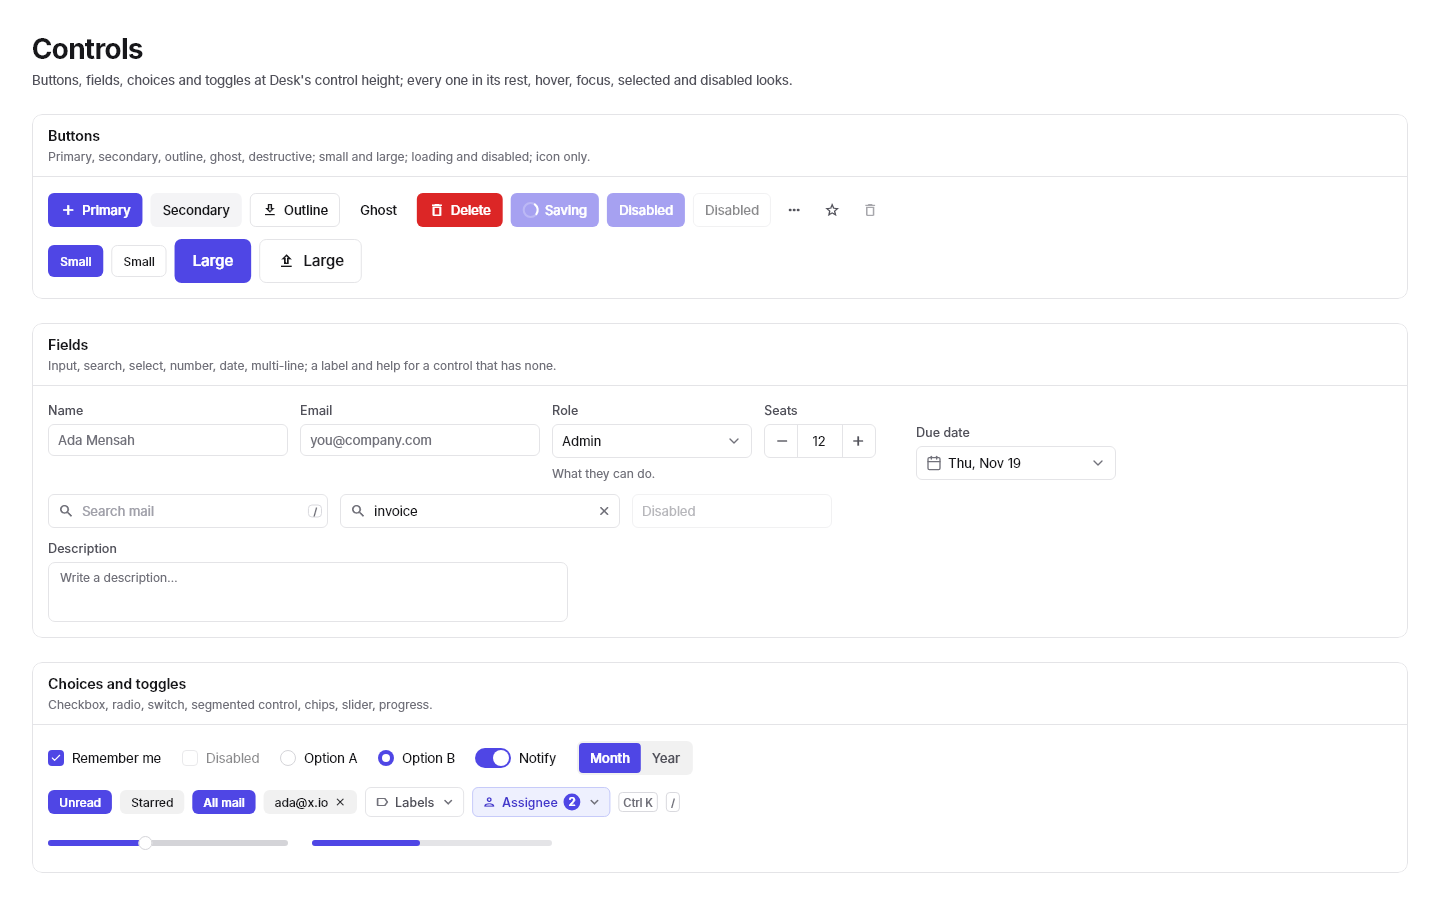 Controls
Buttons, fields, choices and toggles at Desk's control height; every one in its rest, hover, focus, selected and disabled looks.
Buttons
Primary, secondary, outline, ghost, destructive; small and large; loading and disabled; icon only.
Primary Secondary Outline Ghost Delete Saving Disabled Disabled
Small Small Large Large
Fields
Input, search, select, number, date, multi-line; a label and help for a control that has none.
Name Email Role Seats
Due date
Ada Mensah you@company.com Admin 12
Thu, Nov 19
What they can do.
Search mail / invoice Disabled
Description
Write a description...
Choices and toggles
Checkbox, radio, switch, segmented control, chips, slider, progress.
Remember me Disabled Option A Option B Notify Month Year
Unread Starred All mail ada@x.io Labels Assignee 2 Ctrl K /